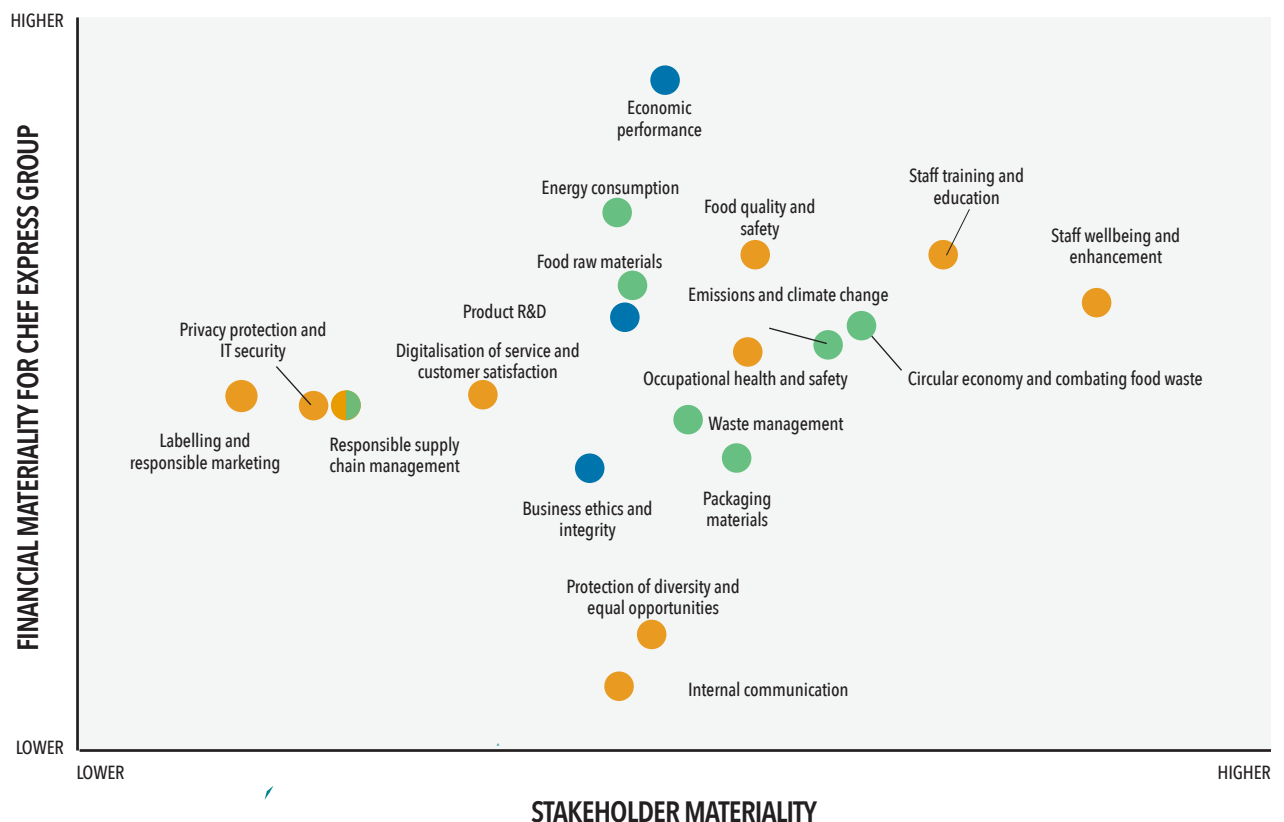 HIGHER
FINANCIAL MATERIALITY FOR CHEF EXPRESS GROUP
Economic
performance
Energy consumption
Food quality and
safety
Staff training and
education
Staff wellbeing and
enhancement
Food raw materials
Emissions and climate change
Product R&D
Privacy protection and
IT security
Digitalisation of service and
customer satisfaction
Occupational health and safety
Circular economy and combating food waste
Labelling and
responsible marketing
Responsible supply
chain management
Waste management
Business ethics and
integrity
Packaging
materials
Protection of diversity and
equal opportunities
Internal communication
LOWER
LOWER
HIGHER
STAKEHOLDER MATERIALITY